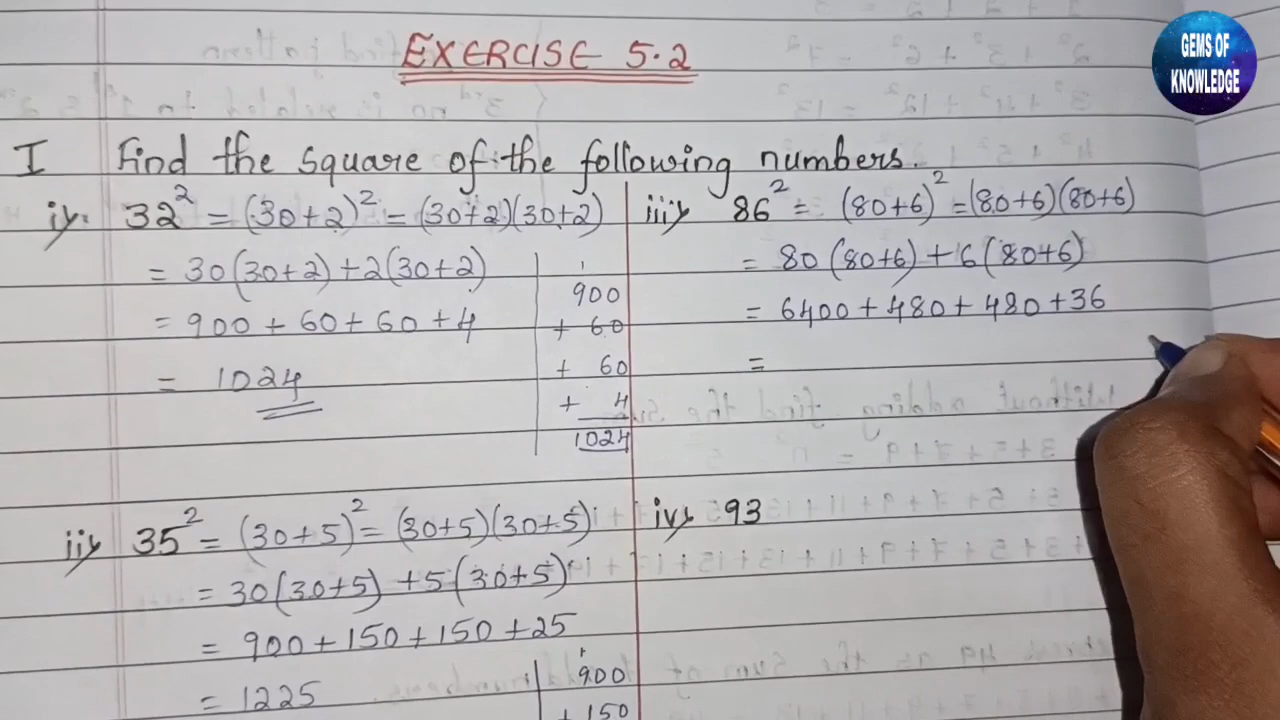 EXERCISE 5.2
GEMS OF
KNOWLEDGE
I Find the square of the following numbers.
i) 32² = (30+2)² = (30+2)(30+2)
= 30(30+2) + 2(30+2)
= 900 + 60 + 60 + 4
= 1024
1
900
+ 60
+ 60
+ 4
1024
ii) 35² = (30+5)² = (30+5)(30+5)
= 30(30+5) + 5(30+5)
= 900 + 150 + 150 + 25
= 1225
1
900
+ 150
iii) 86² = (80+6)² = (80+6)(80+6)
= 80(80+6) + 6(80+6)
= 6400 + 480 + 480 + 36
=
iv) 93